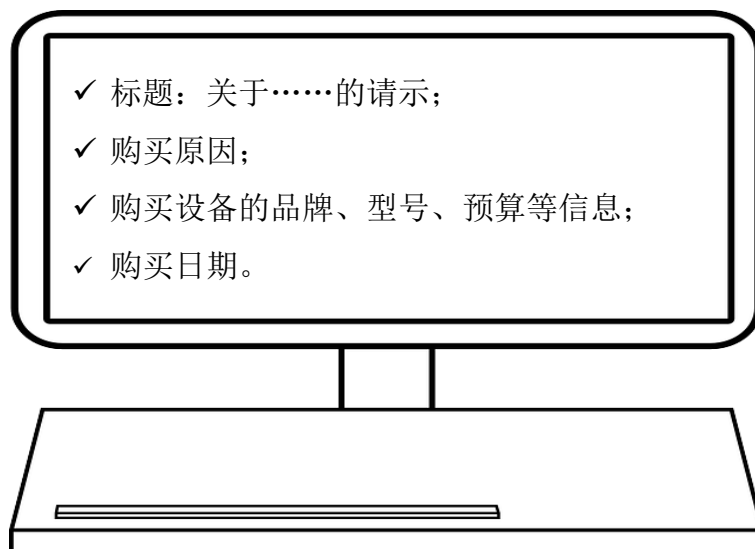 ✓ 标题：关于……的请示；
✓ 购买原因；
✓ 购买设备的品牌、型号、预算等信息；
✓ 购买日期。